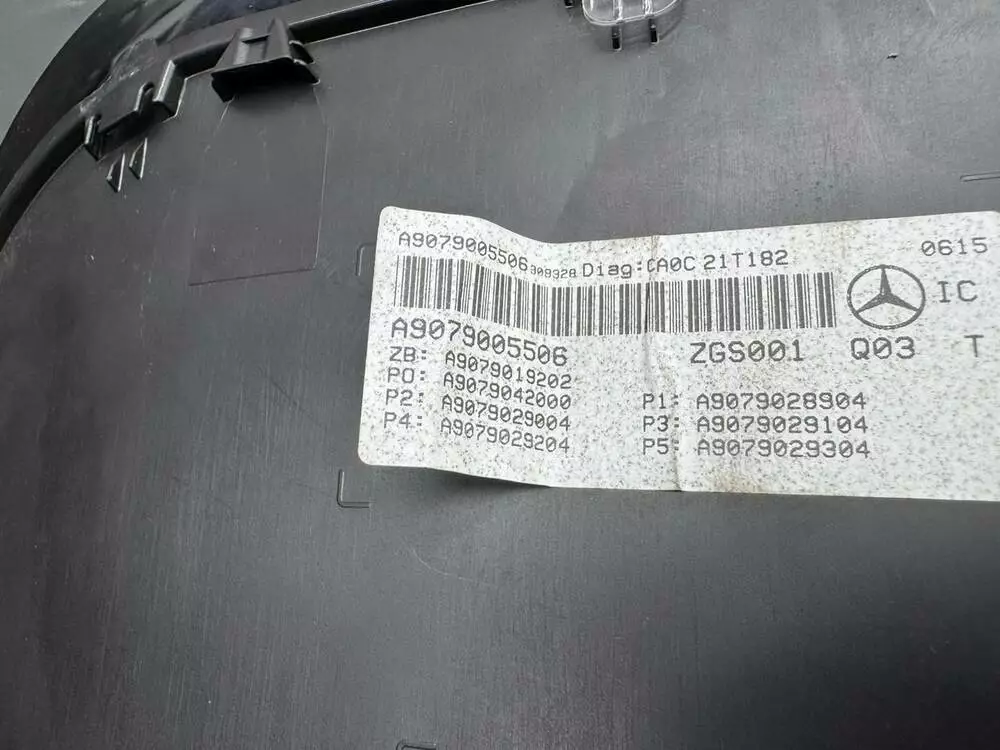 A9079005506 Diag:CA0C 21T182 0615
IC
A9079005506 ZGS001 Q03 T
ZB: A9079019202
P0: A9079042000 P1: A9079028904
P2: A9079029004 P3: A9079029104
P4: A9079029204 P5: A9079029304